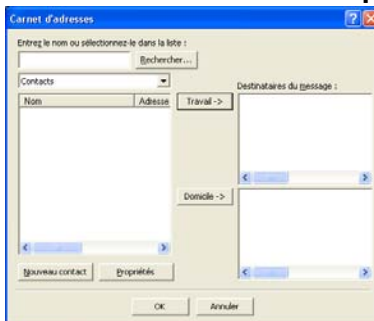 Carnet d'adresses
Entrez le nom ou sélectionnez-le dans la liste :
Rechercher...
Contacts
Destinataires du message :
Nom Adresse
Travail ->
Domicile ->
Nouveau contact Propriétés
OK Annuler